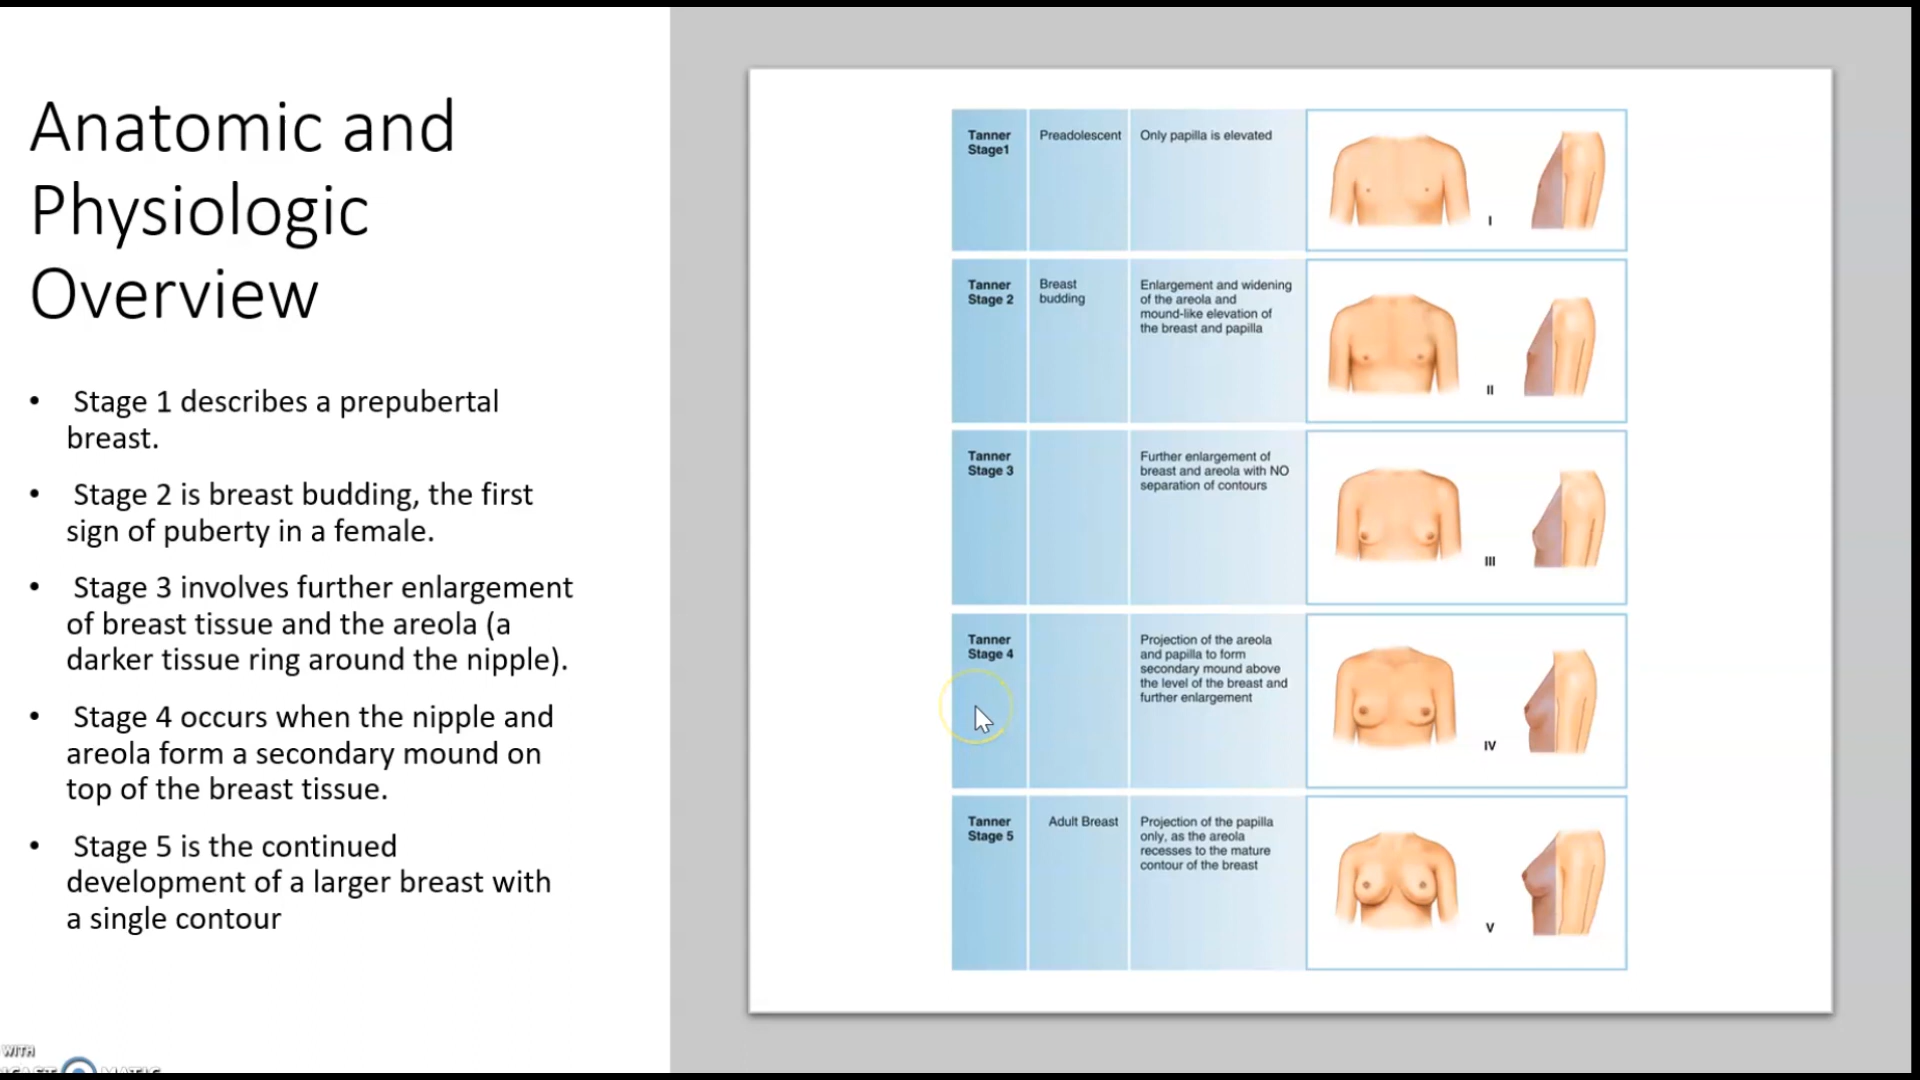 Anatomic and
Physiologic
Overview
• Stage 1 describes a prepubertal
breast.
• Stage 2 is breast budding, the first
sign of puberty in a female.
• Stage 3 involves further enlargement
of breast tissue and the areola (a
darker tissue ring around the nipple).
• Stage 4 occurs when the nipple and
areola form a secondary mound on
top of the breast tissue.
• Stage 5 is the continued
development of a larger breast with
a single contour
Tanner
Stage1
Preadolescent
Only papilla is elevated
I
Tanner
Stage 2
Breast
budding
Enlargement and widening
of the areola and
mound-like elevation of
the breast and papilla
II
Tanner
Stage 3
Further enlargement of
breast and areola with NO
separation of contours
III
Tanner
Stage 4
Projection of the areola
and papilla to form
secondary mound above
the level of the breast and
further enlargement
IV
Tanner
Stage 5
Adult Breast
Projection of the papilla
only, as the areola
recesses to the mature
contour of the breast
V
WITH